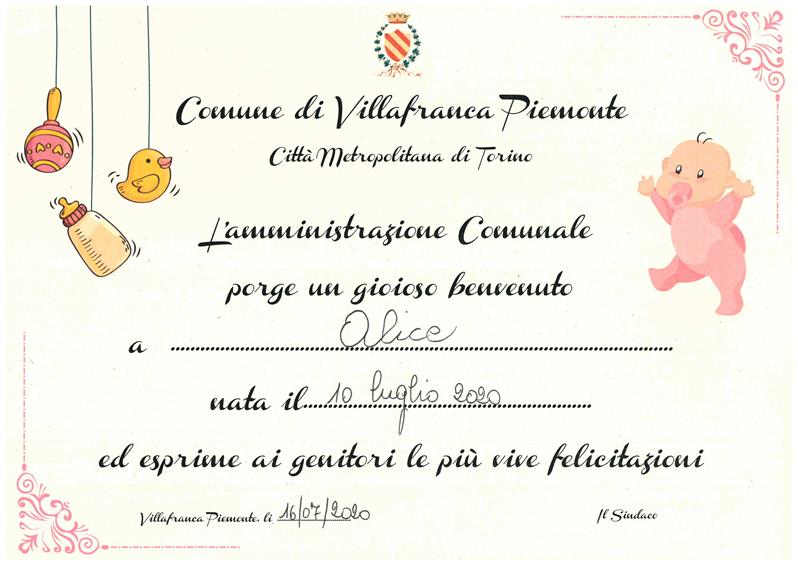 Comune di Villafranca Piemonte
Città Metropolitana di Torino
L'amministrazione Comunale
porge un gioioso benvenuto
a Alice
nata il 10 luglio 2020
ed esprime ai genitori le più vive felicitazioni
Villafranca Piemonte, li 16/07/2020 Il Sindaco